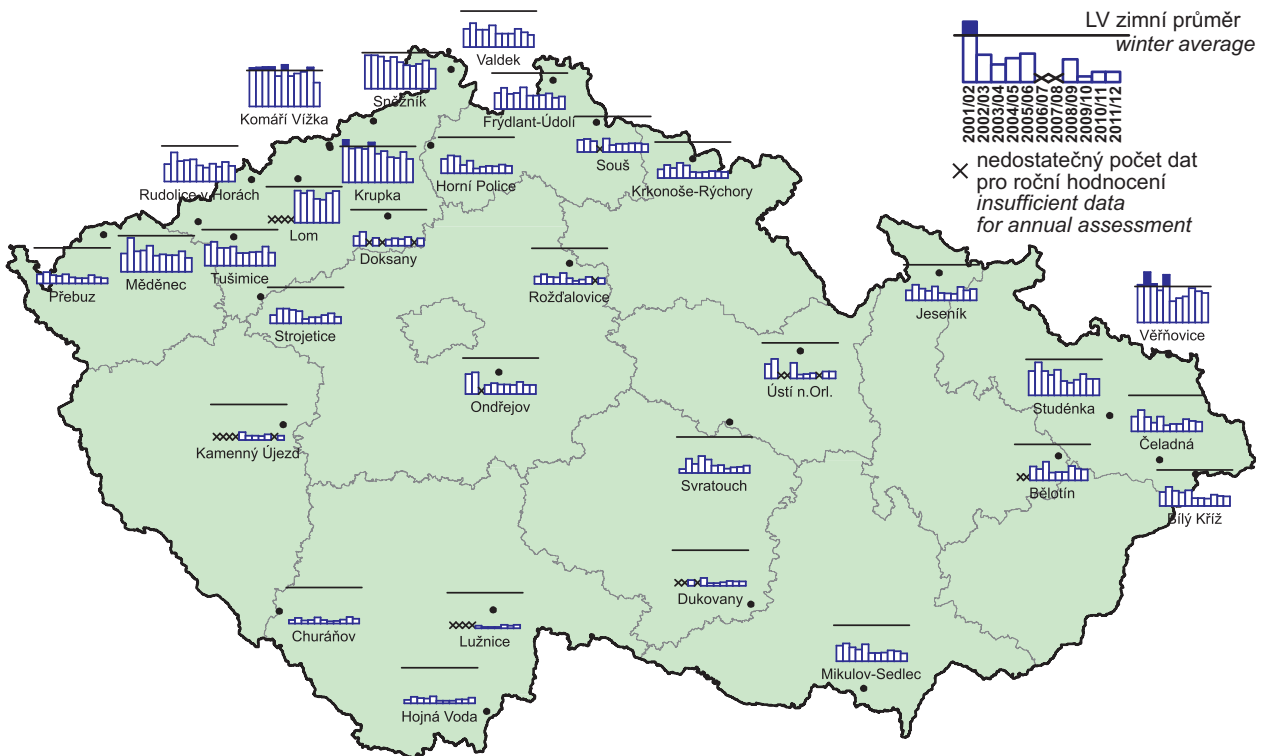 LV zimní průměr
winter average
2001/02
2002/03
2003/04
2004/05
2005/06
2006/07
2007/08
2008/09
2009/10
2010/11
2011/12
nedostatečný počet dat
pro roční hodnocení
insufficient data
for annual assessment
Valdek
Sněžník
Komáří Vížka
Frýdlant-Údolí
Souš
Krkonoše-Rýchory
Rudolice v Horách
Krupka
Horní Police
Lom
Doksany
Přebuz
Měděnec
Tušimice
Rožďalovice
Jeseník
Věřňovice
Strojetice
Ondřejov
Ústí n.Orl.
Studénka
Čeladná
Kamenný Újezd
Svratouch
Bělotín
Bílý Kříž
Dukovany
Churáňov
Lužnice
Mikulov-Sedlec
Hojná Voda